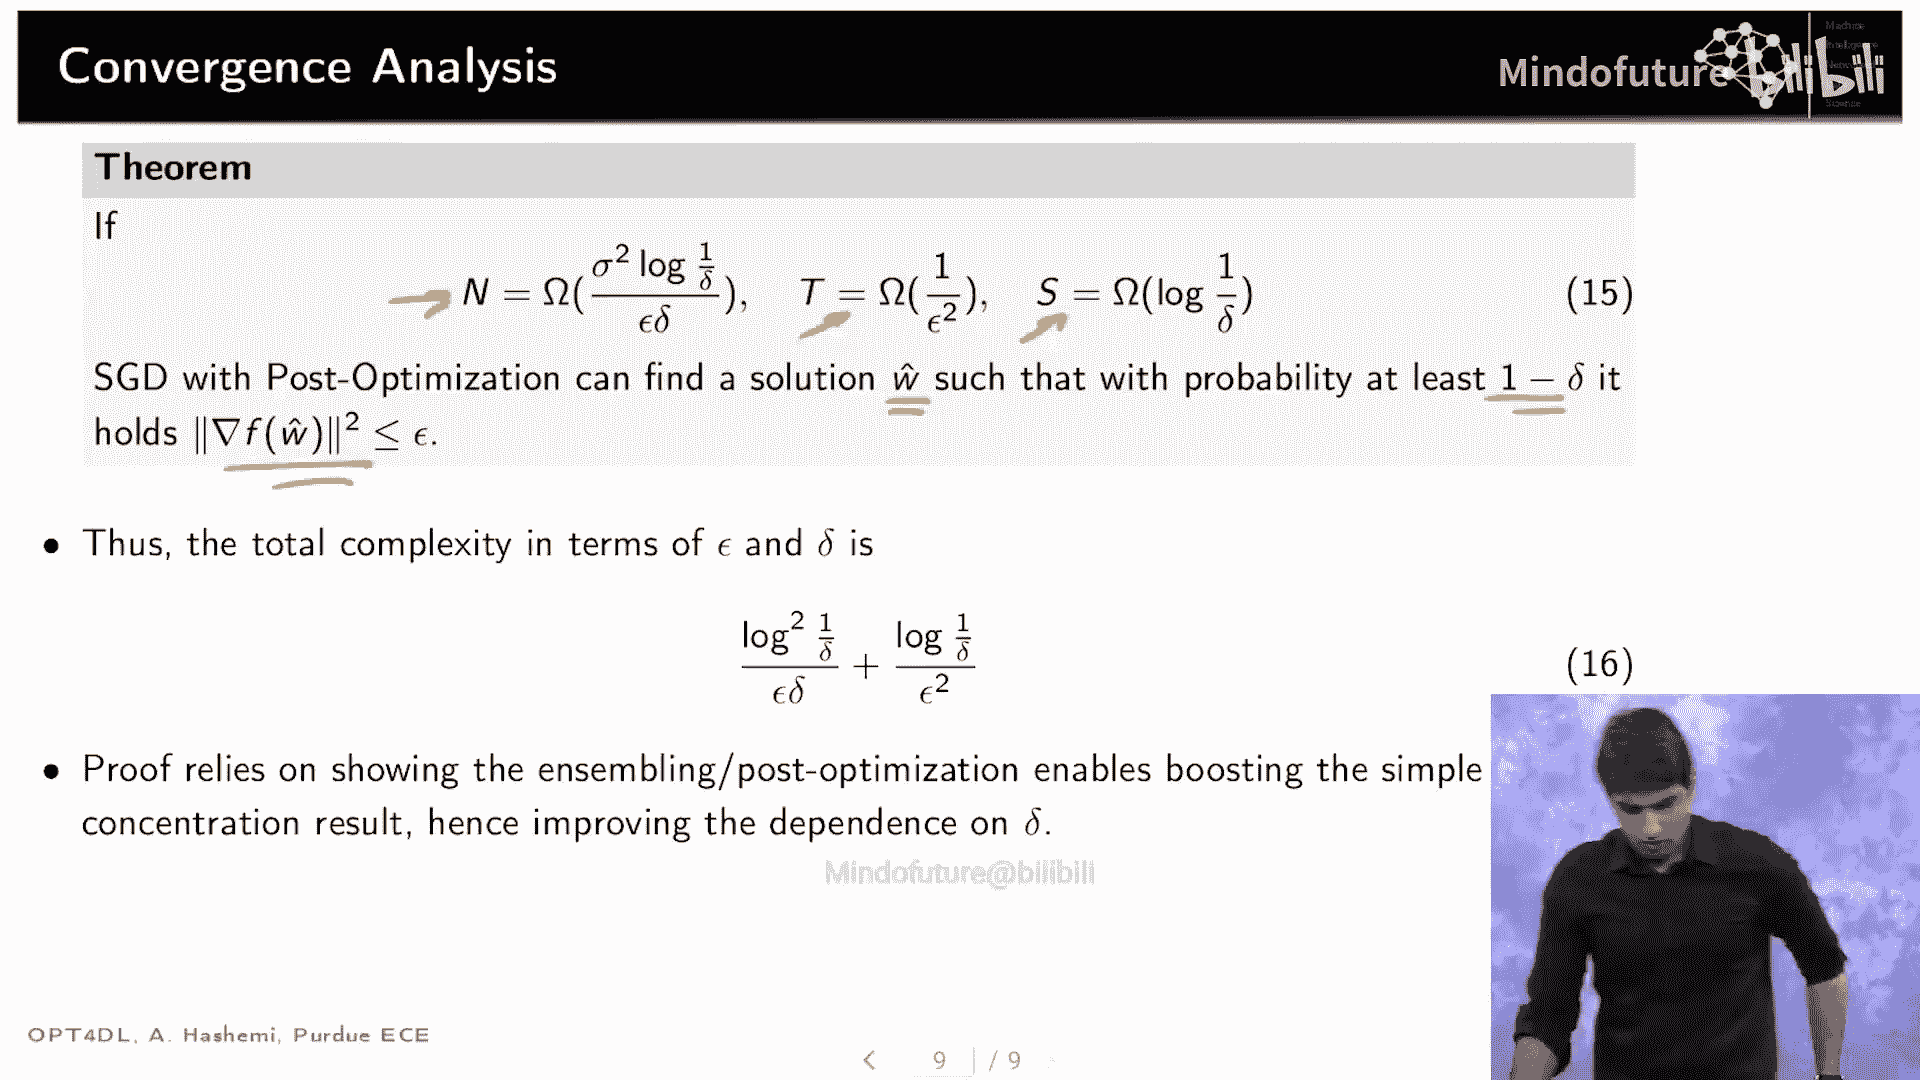 Convergence Analysis
Mindofuture bilibili
Machine
Science
Theorem
If
N = Ω(σ² log 1/δ / εδ), T = Ω(1/ε²), S = Ω(log 1/δ) (15)
SGD with Post-Optimization can find a solution ŵ such that with probability at least 1 − δ it
holds ‖∇f(ŵ)‖² ≤ ε.
• Thus, the total complexity in terms of ε and δ is
log² 1/δ / εδ + log 1/δ / ε² (16)
• Proof relies on showing the ensembling/post-optimization enables boosting the simple
concentration result, hence improving the dependence on δ.
Mindofuture@bilibili
OPT4DL, A. Hashemi, Purdue ECE
9 / 9